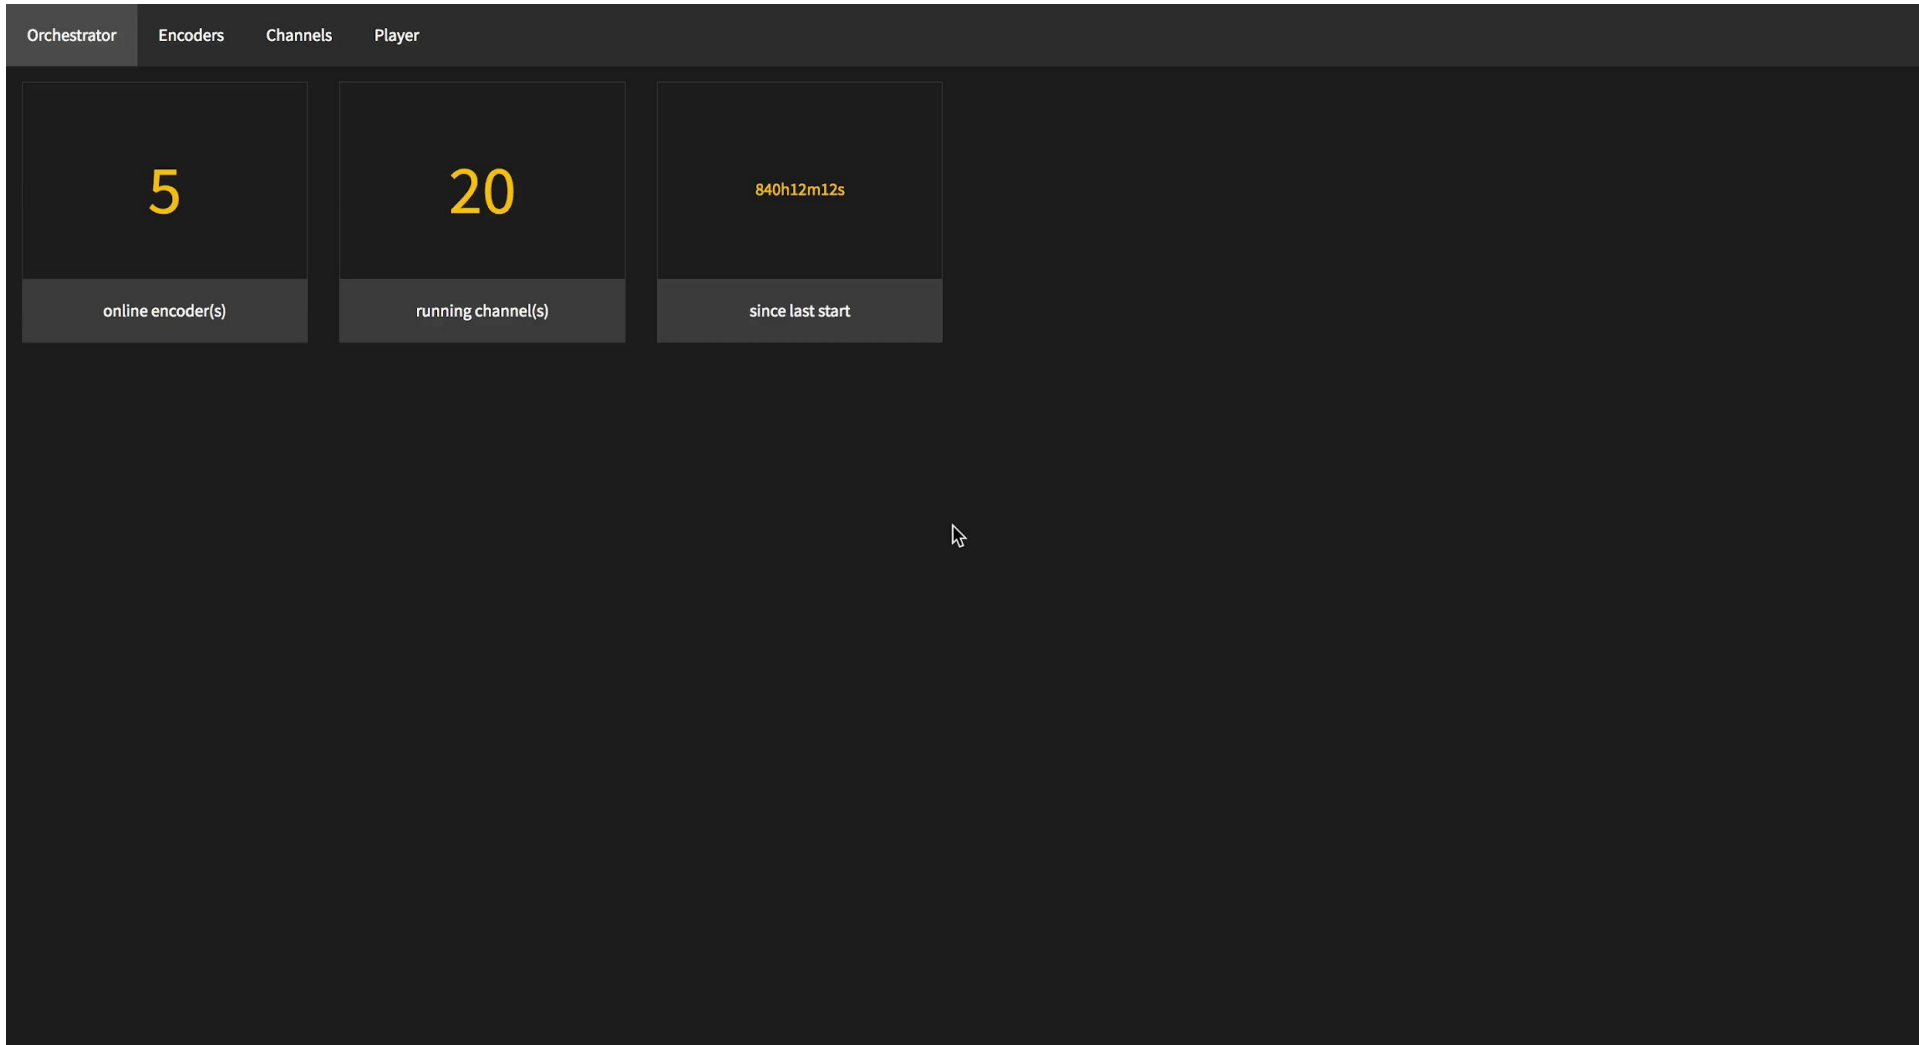 Orchestrator Encoders Channels Player
5 20 840h12m12s
online encoder(s) running channel(s) since last start